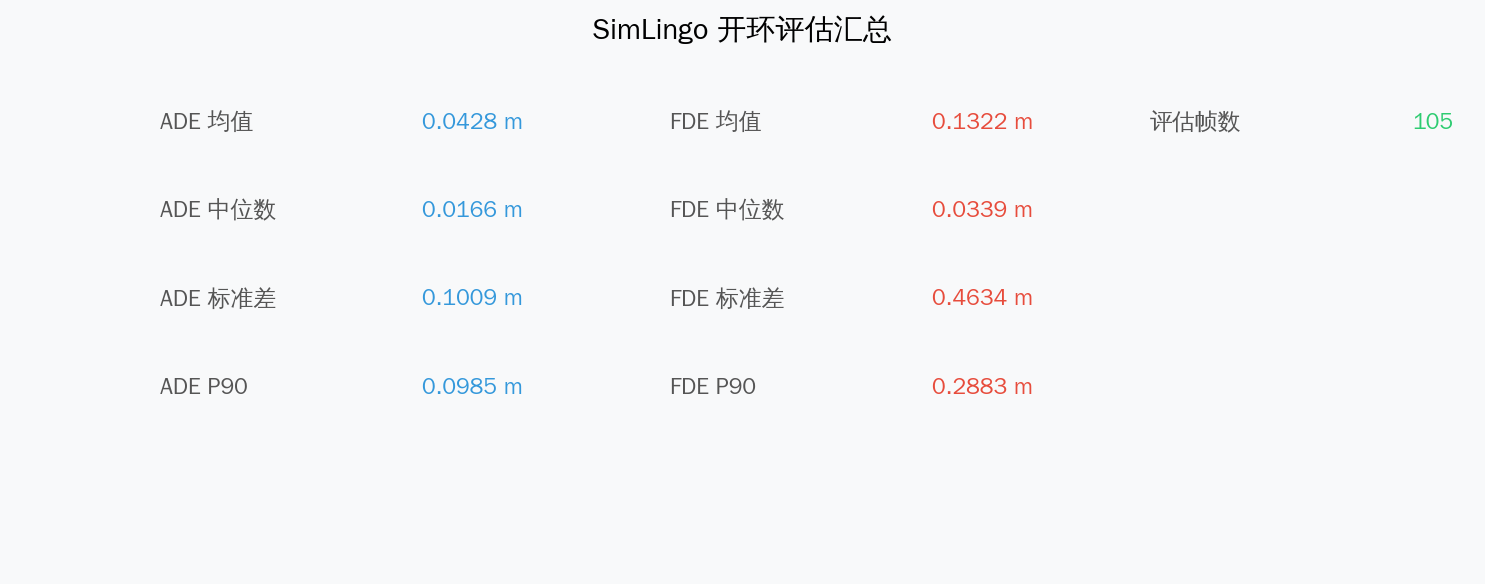 SimLingo 开环评估汇总
ADE 均值 0.0428 m FDE 均值 0.1322 m 评估帧数 105
ADE 中位数 0.0166 m FDE 中位数 0.0339 m
ADE 标准差 0.1009 m FDE 标准差 0.4634 m
ADE P90 0.0985 m FDE P90 0.2883 m